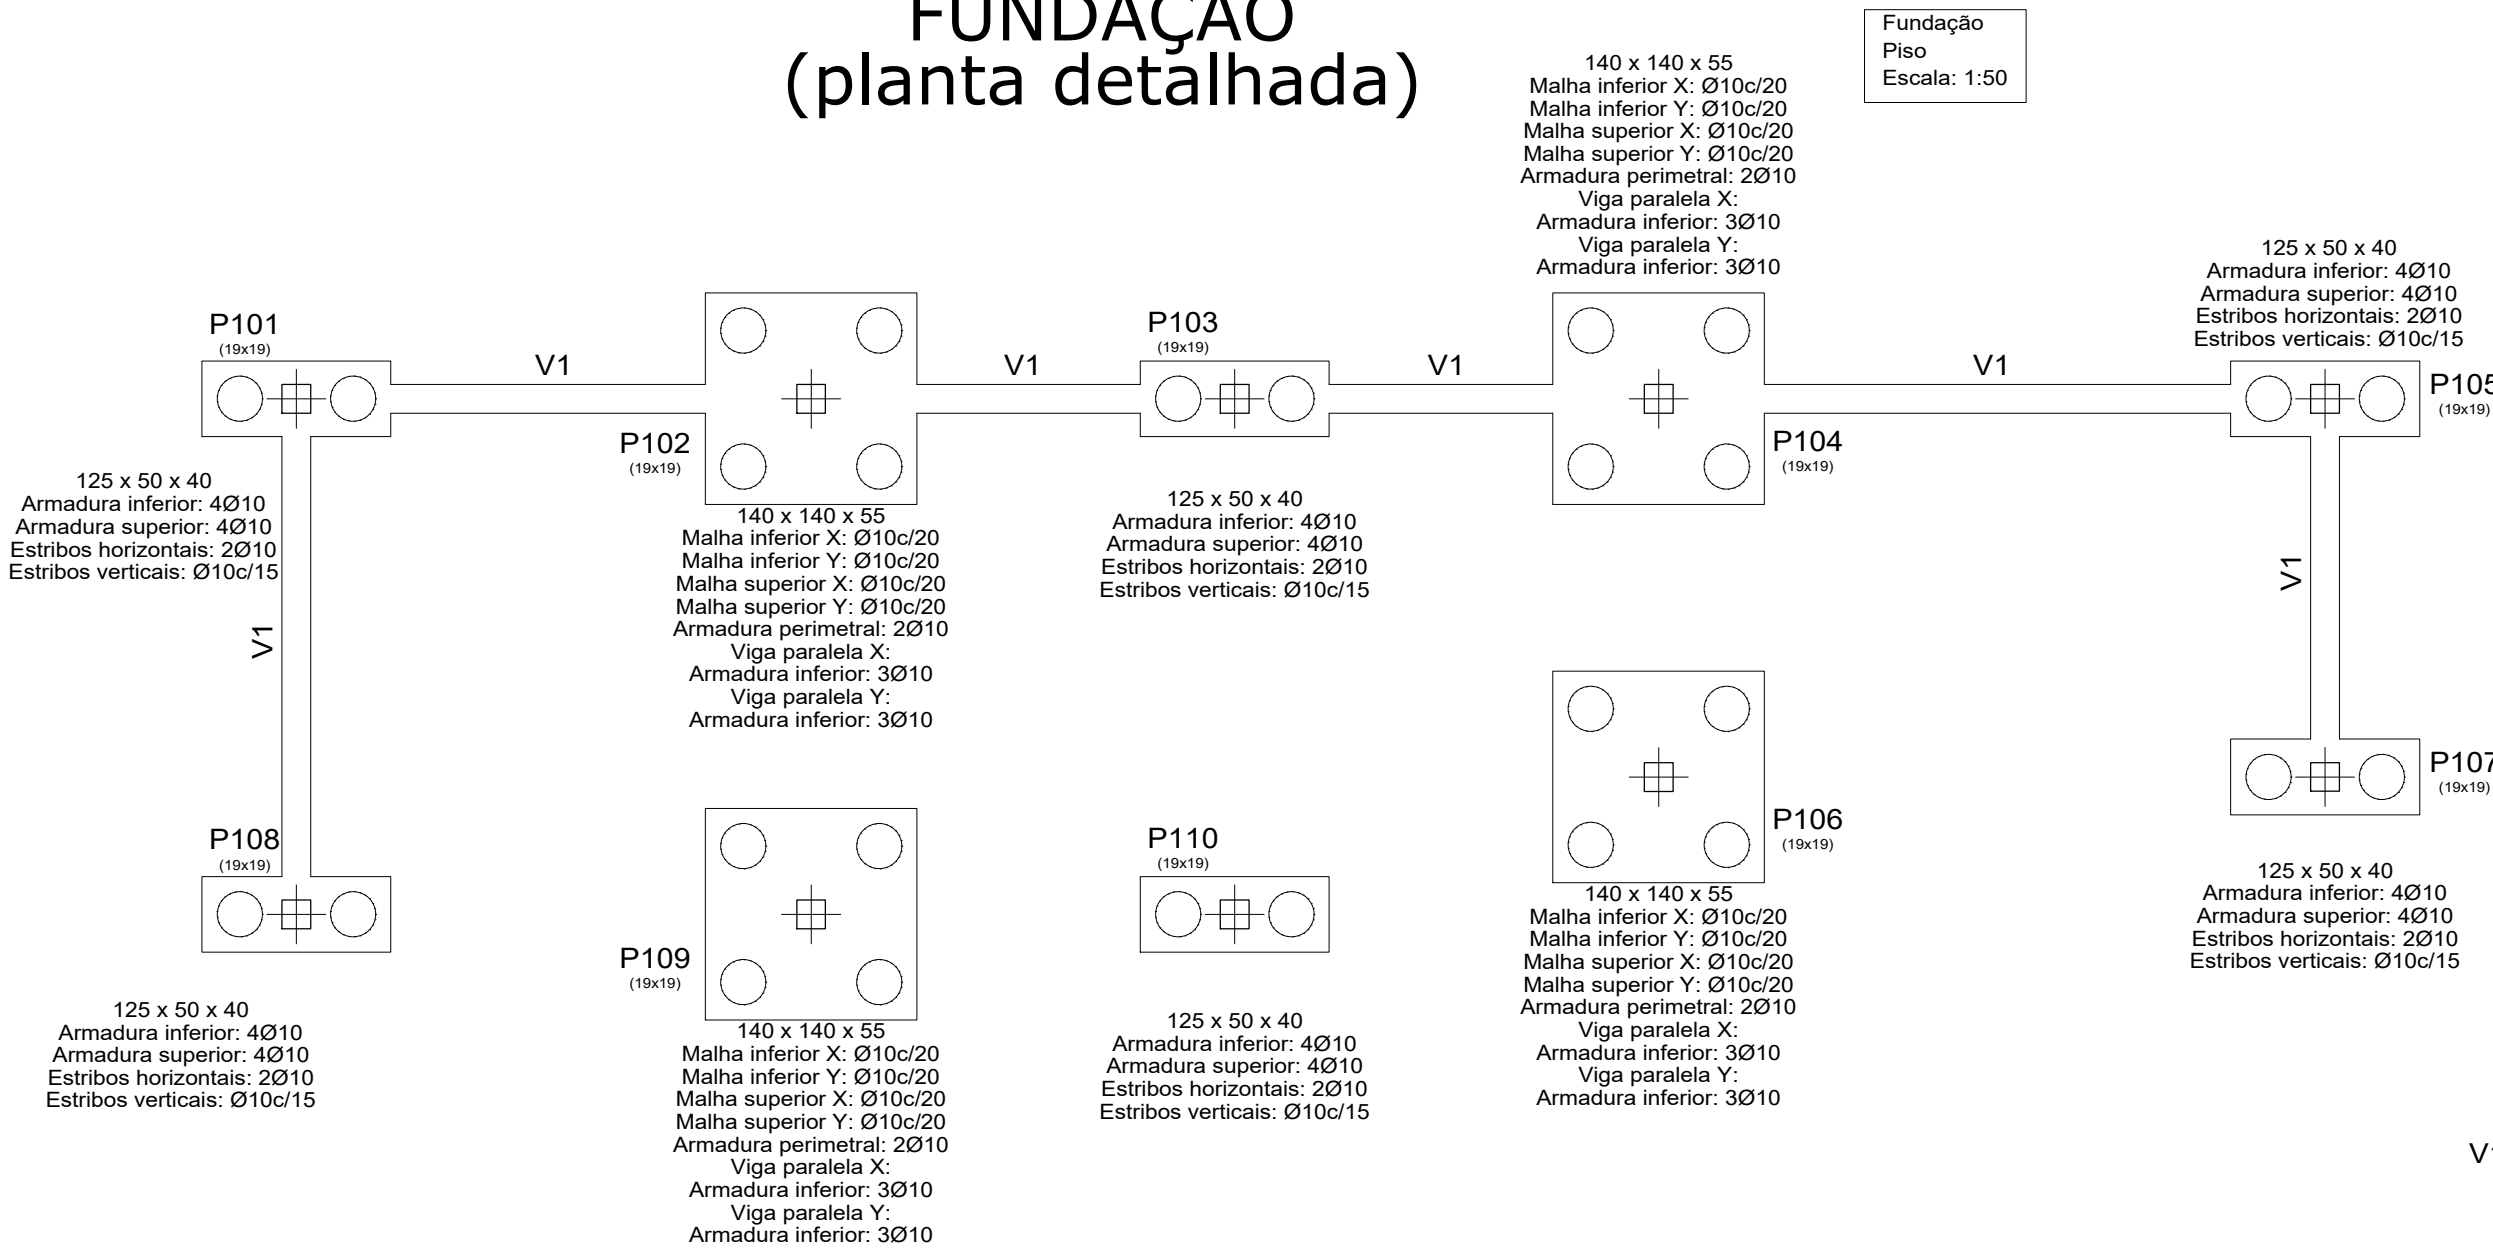 FUNDAÇÃO
(planta detalhada)
Fundação
Piso
Escala: 1:50
140 x 140 x 55
Malha inferior X: Ø10c/20
Malha inferior Y: Ø10c/20
Malha superior X: Ø10c/20
Malha superior Y: Ø10c/20
Armadura perimetral: 2Ø10
Viga paralela X:
Armadura inferior: 3Ø10
Viga paralela Y:
Armadura inferior: 3Ø10
125 x 50 x 40
Armadura inferior: 4Ø10
Armadura superior: 4Ø10
Estribos horizontais: 2Ø10
Estribos verticais: Ø10c/15
P101
(19x19)
V1
V1
P103
(19x19)
V1
V1
P105
(19x19)
P102
(19x19)
P104
(19x19)
125 x 50 x 40
Armadura inferior: 4Ø10
Armadura superior: 4Ø10
Estribos horizontais: 2Ø10
Estribos verticais: Ø10c/15
140 x 140 x 55
Malha inferior X: Ø10c/20
Malha inferior Y: Ø10c/20
Malha superior X: Ø10c/20
Malha superior Y: Ø10c/20
Armadura perimetral: 2Ø10
Viga paralela X:
Armadura inferior: 3Ø10
Viga paralela Y:
Armadura inferior: 3Ø10
125 x 50 x 40
Armadura inferior: 4Ø10
Armadura superior: 4Ø10
Estribos horizontais: 2Ø10
Estribos verticais: Ø10c/15
V1
V1
P108
(19x19)
P109
(19x19)
P110
(19x19)
P106
(19x19)
P107
(19x19)
125 x 50 x 40
Armadura inferior: 4Ø10
Armadura superior: 4Ø10
Estribos horizontais: 2Ø10
Estribos verticais: Ø10c/15
140 x 140 x 55
Malha inferior X: Ø10c/20
Malha inferior Y: Ø10c/20
Malha superior X: Ø10c/20
Malha superior Y: Ø10c/20
Armadura perimetral: 2Ø10
Viga paralela X:
Armadura inferior: 3Ø10
Viga paralela Y:
Armadura inferior: 3Ø10
125 x 50 x 40
Armadura inferior: 4Ø10
Armadura superior: 4Ø10
Estribos horizontais: 2Ø10
Estribos verticais: Ø10c/15
140 x 140 x 55
Malha inferior X: Ø10c/20
Malha inferior Y: Ø10c/20
Malha superior X: Ø10c/20
Malha superior Y: Ø10c/20
Armadura perimetral: 2Ø10
Viga paralela X:
Armadura inferior: 3Ø10
Viga paralela Y:
Armadura inferior: 3Ø10
125 x 50 x 40
Armadura inferior: 4Ø10
Armadura superior: 4Ø10
Estribos horizontais: 2Ø10
Estribos verticais: Ø10c/15